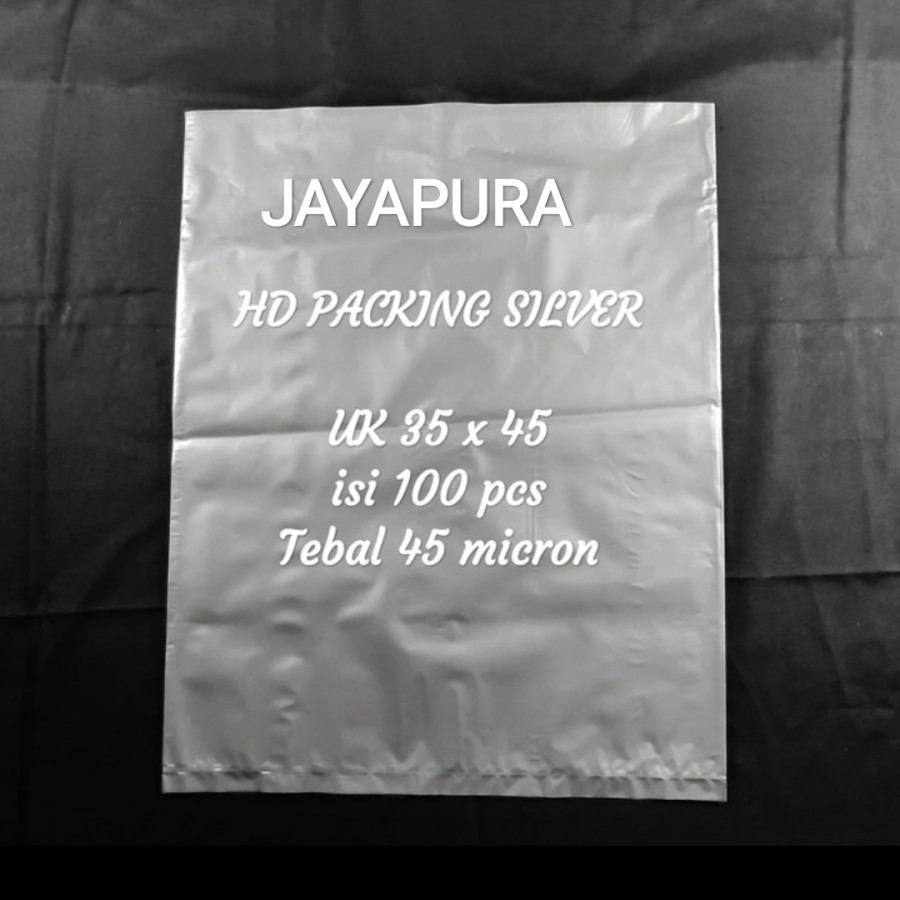 JAYAPURA
HD PACKING SILVER
UK 35 x 45
isi 100 pcs
Tebal 45 micron